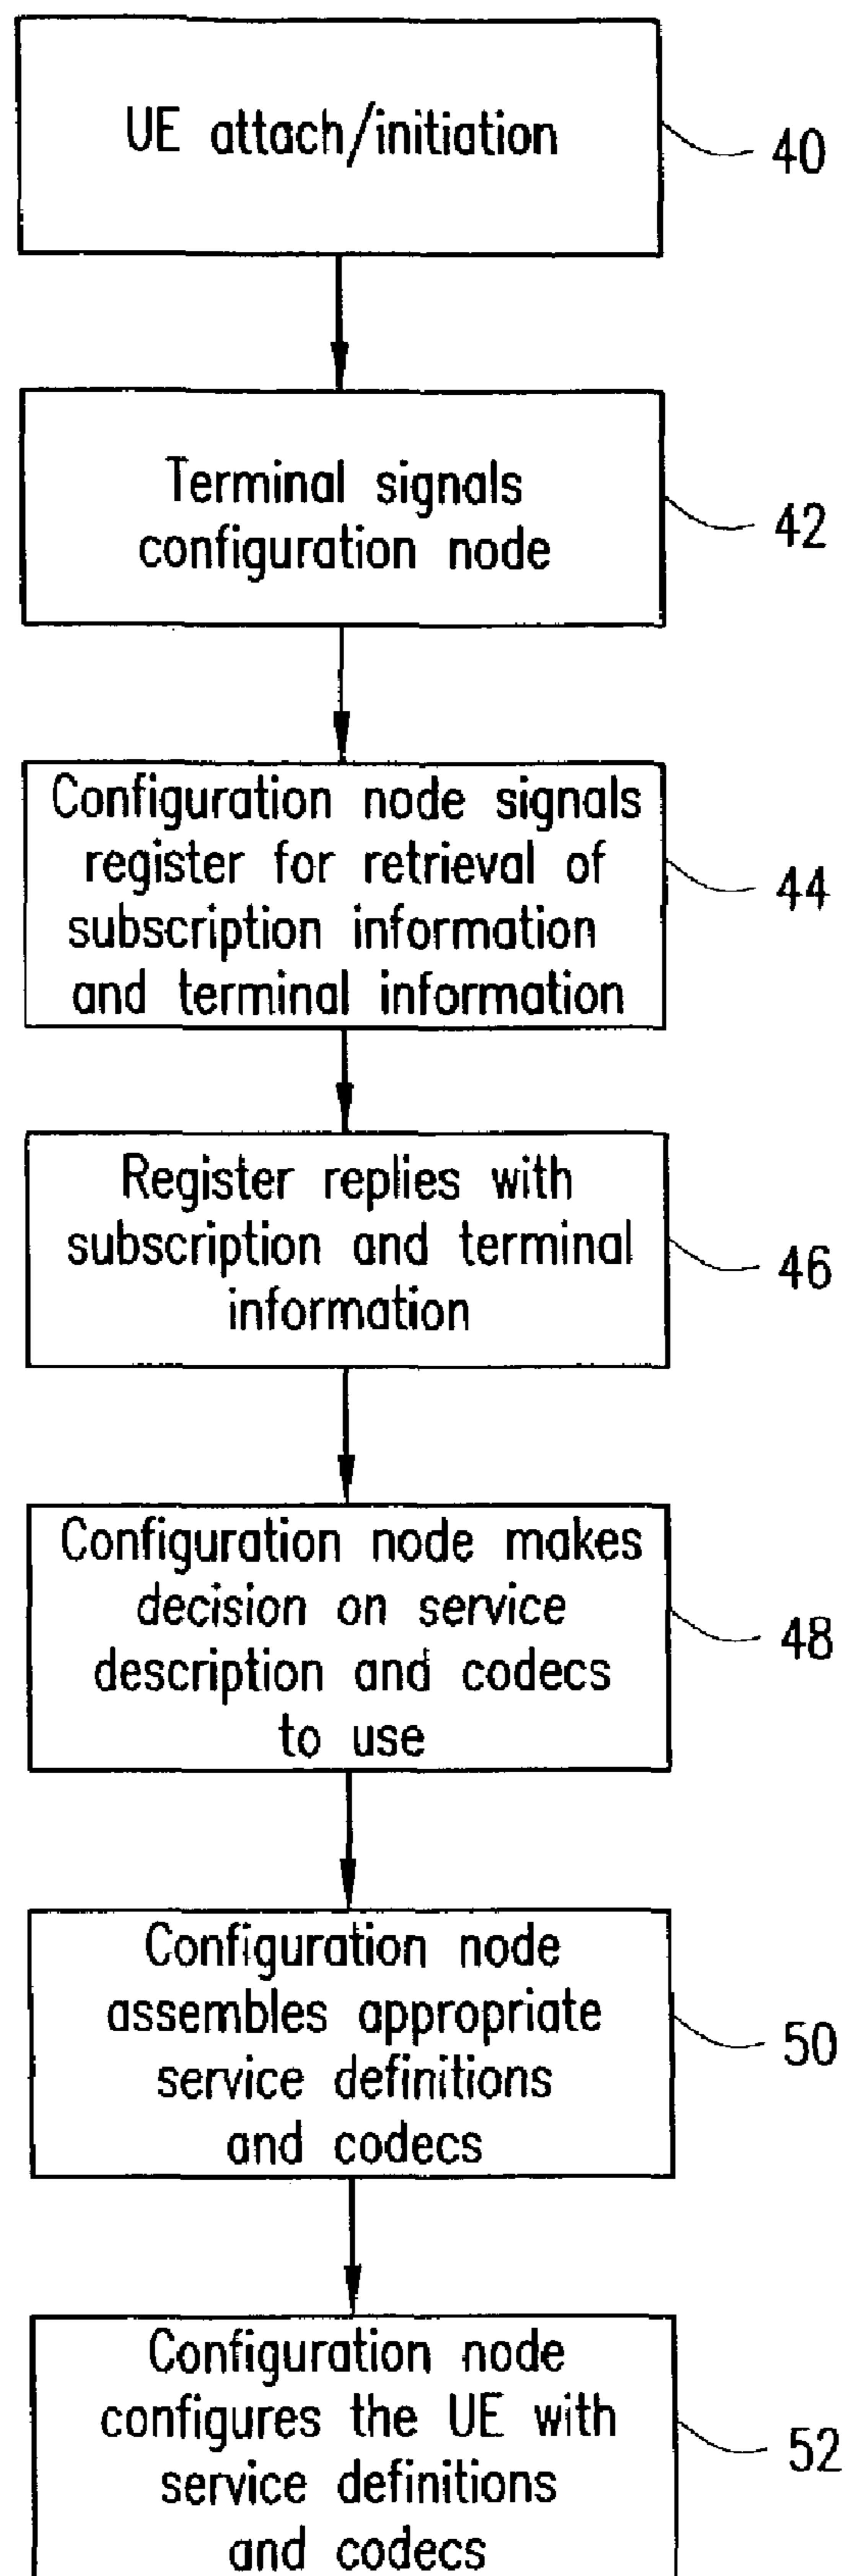 UE attach/initiation
40
Terminal signals
configuration node
42
Configuration node signals
register for retrieval of
subscription information
and terminal information
44
Register replies with
subscription and terminal
information
46
Configuration node makes
decision on service
description and codecs
to use
48
Configuration node
assembles appropriate
service definitions
and codecs
50
Configuration node
configures the UE with
service definitions
and codecs
52